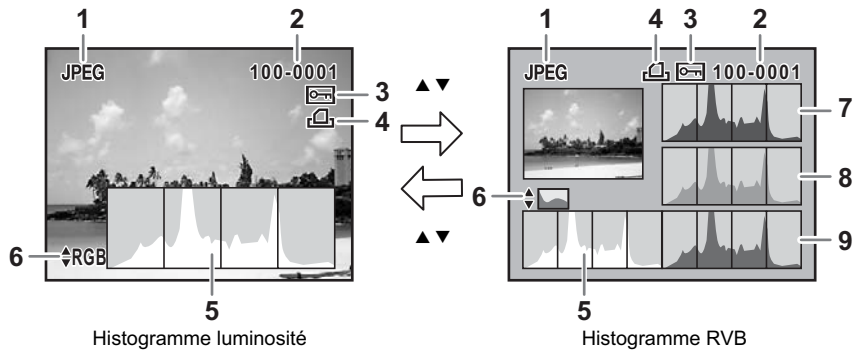 1 2
JPEG 100-0001
3
4
6 RGB
5
Histogramme luminosité
▲▼
▲▼
1 4 3 2
JPEG 100-0001
7
8
6
9
5
Histogramme RVB